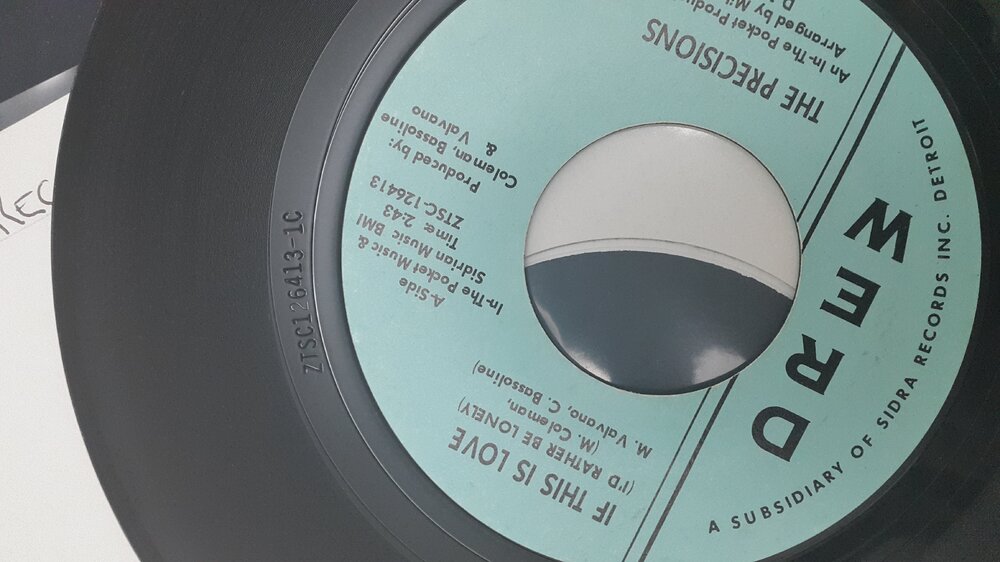 DREW
A SUBSIDIARY OF SIDRA RECORDS INC. DETROIT
IF THIS IS LOVE
(I'D RATHER BE LONELY)
(M. Coleman,
M. Valvano, C. Bassoline)
A-Side
In-The Pocket Music &
Sidrian Music BMI
Time: 2:43
ZTSC-126413
Produced by:
Coleman, Bassoline
& Valvano
THE PRECISIONS
An In-The Pocket
Arranged by
ZTSC126413-1C